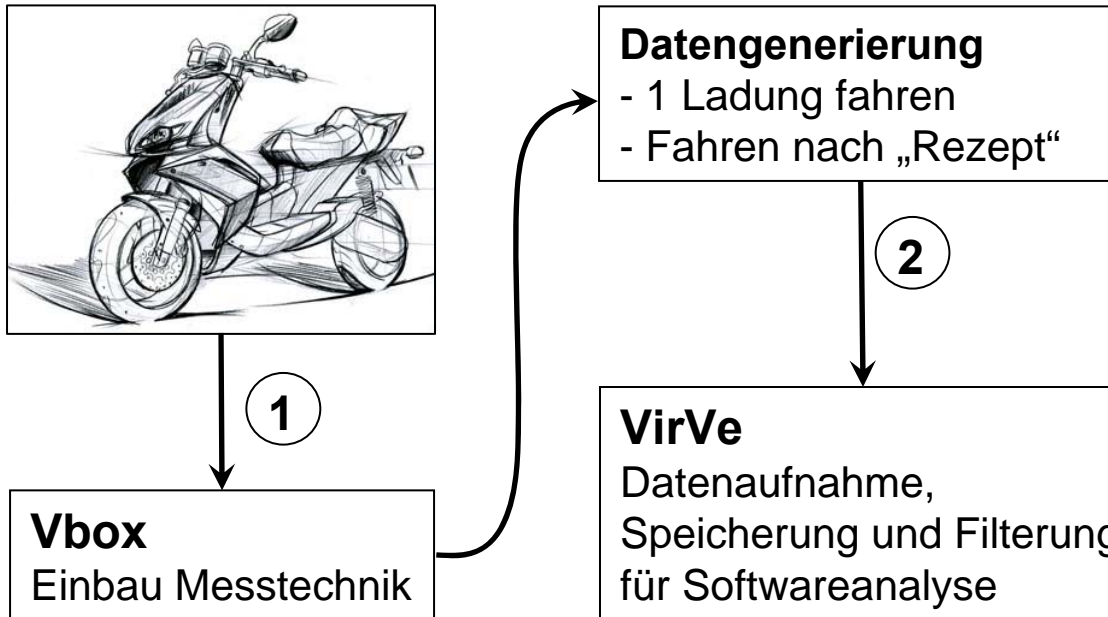 1
Vbox
Einbau Messtechnik
Datengenerierung
- 1 Ladung fahren
- Fahren nach „Rezept“
2
VirVe
Datenaufnahme,
Speicherung und Filterung
für Softwareanalyse